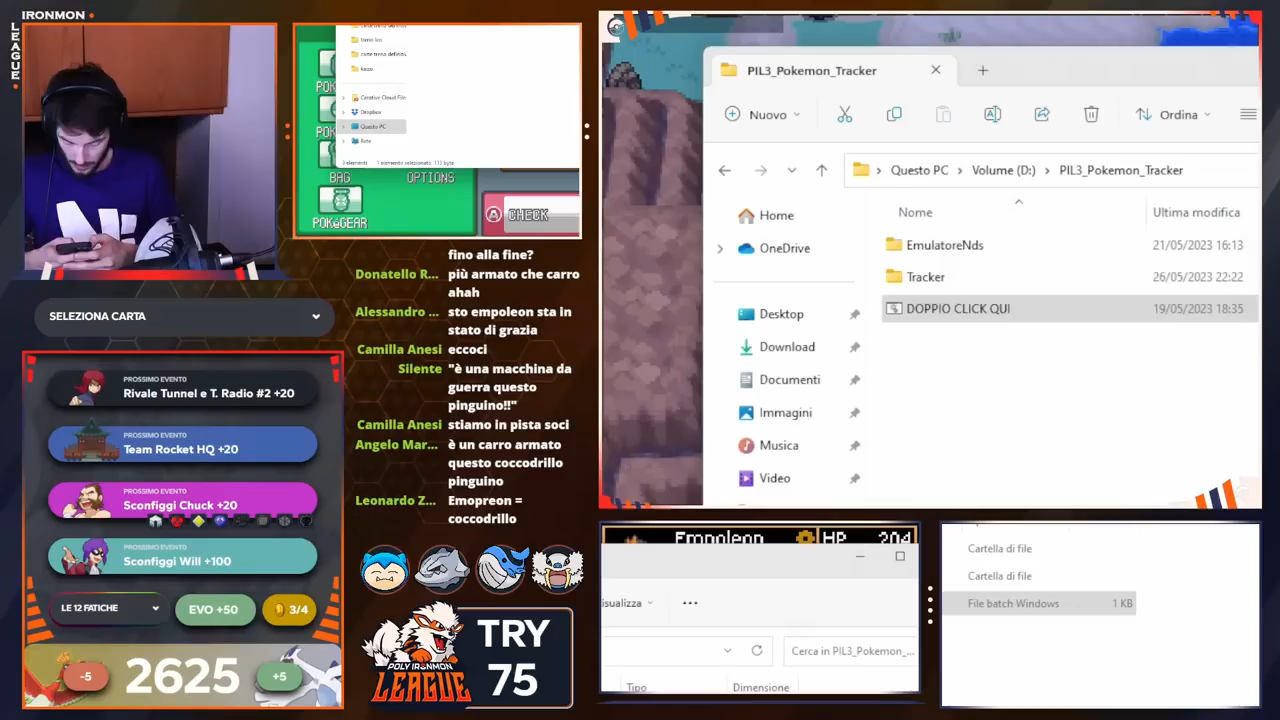 IRONMON
LEAGUE
Creative Cloud Files
Dropbox
Questo PC
Rete
3 elementi 1 elemento selezionato 113 byte
BAG
OPTIONS
POKéGEAR
A CHECK
SELEZIONA CARTA
PROSSIMO EVENTO
Rivale Tunnel e T. Radio #2 +20
PROSSIMO EVENTO
Team Rocket HQ +20
PROSSIMO EVENTO
Sconfiggi Chuck +20
PROSSIMO EVENTO
Sconfiggi Will +100
LE 12 FATICHE
EVO +50
3/4
-5
2625
+5
fino alla fine?
Donatello R... più armato che carro
ahah
Alessandro ... sto empoleon sta in
stato di grazia
Camilla Anesi eccoci
Silente "è una macchina da
guerra questo
pinguino!!"
Camilla Anesi stiamo in pista soci
Angelo Mar... è un carro armato
questo coccodrillo
pinguino
Leonardo Z... Emopreon =
coccodrillo
POLY IRONMON
LEAGUE
TRY
75
PIL3_Pokemon_Tracker
Nuovo
Ordina
Questo PC
Volume (D:)
PIL3_Pokemon_Tracker
Nome
Ultima modifica
Home
OneDrive
Desktop
Download
Documenti
Immagini
Musica
Video
EmulatoreNds 21/05/2023 16:13
Tracker 26/05/2023 22:22
DOPPIO CLICK QUI 19/05/2023 18:35
Empoleon HP 204
isualizza
Cerca in PIL3_Pokemon_...
Tipo
Dimensione
Cartella di file
Cartella di file
File batch Windows 1 KB